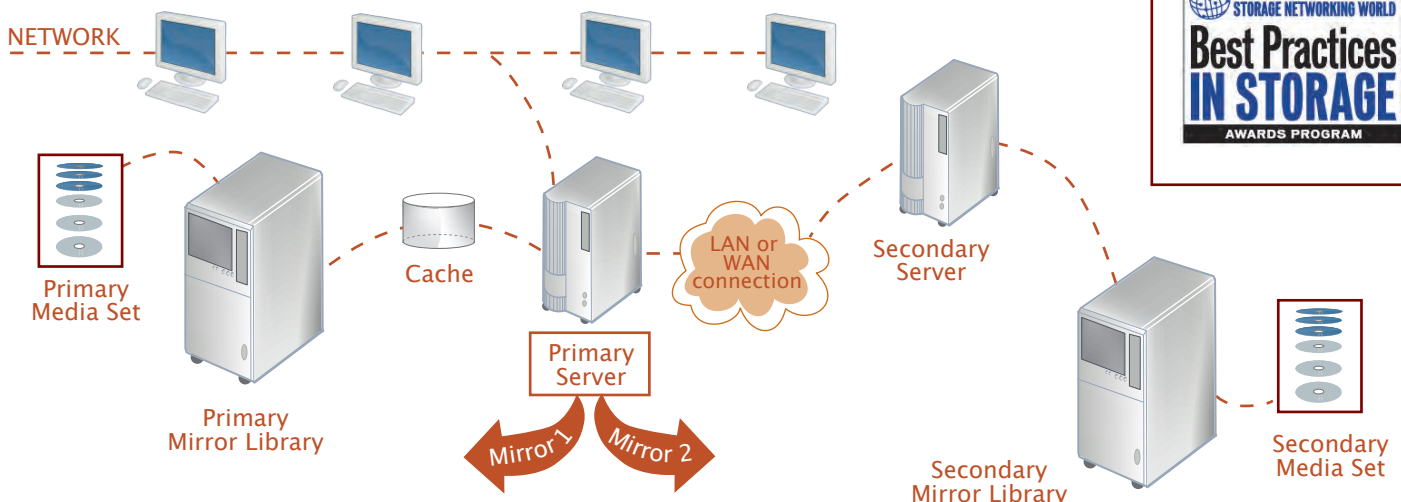 STORAGE NETWORKING WORLD
Best Practices
IN STORAGE
AWARDS PROGRAM
NETWORK
Primary
Media Set
Primary
Mirror Library
Cache
Primary
Server
Mirror 1
Mirror 2
LAN or
WAN
connection
Secondary
Server
Secondary
Mirror Library
Secondary
Media Set